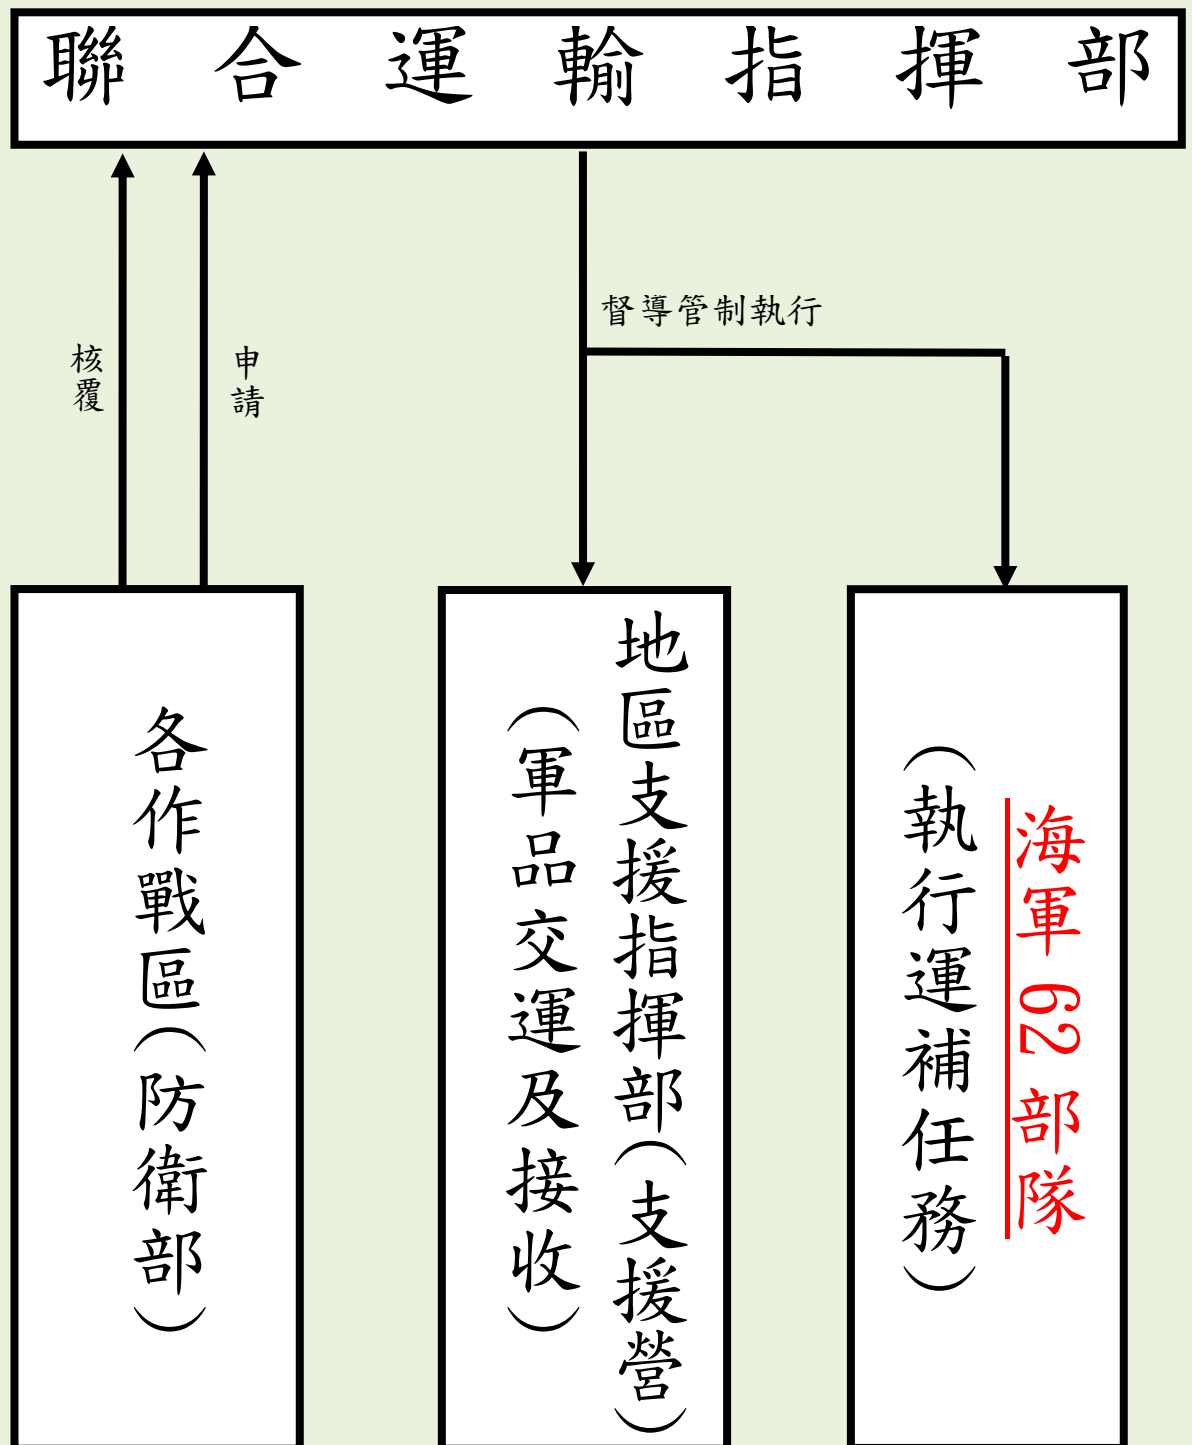 聯合運輸指揮部
督導管制執行
核覆
申請
各作戰區（防衛部）
地區支援指揮部（支援營）
（軍品交運及接收）
海軍62部隊
（執行運補任務）